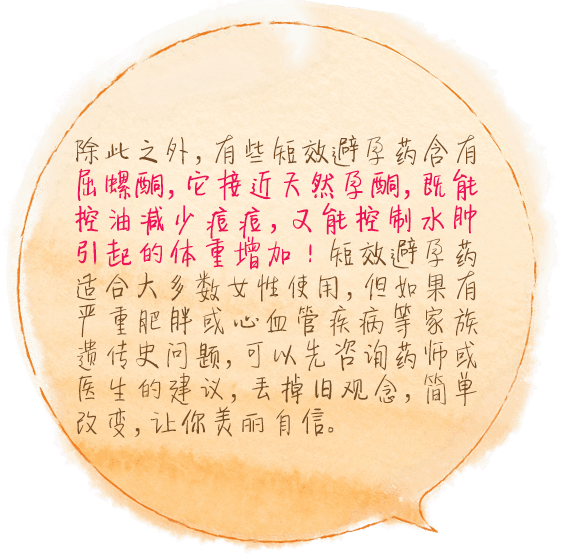 除此之外，有些短效避孕药含有
屈螺酮，它接近天然孕酮，既能
控油减少痘痘，又能控制水肿
引起的体重增加！短效避孕药
适合大多数女性使用，但如果有
严重肥胖或心血管疾病等家族
遗传史问题，可以先咨询药师或
医生的建议，丢掉旧观念，简单
改变，让你美丽自信。